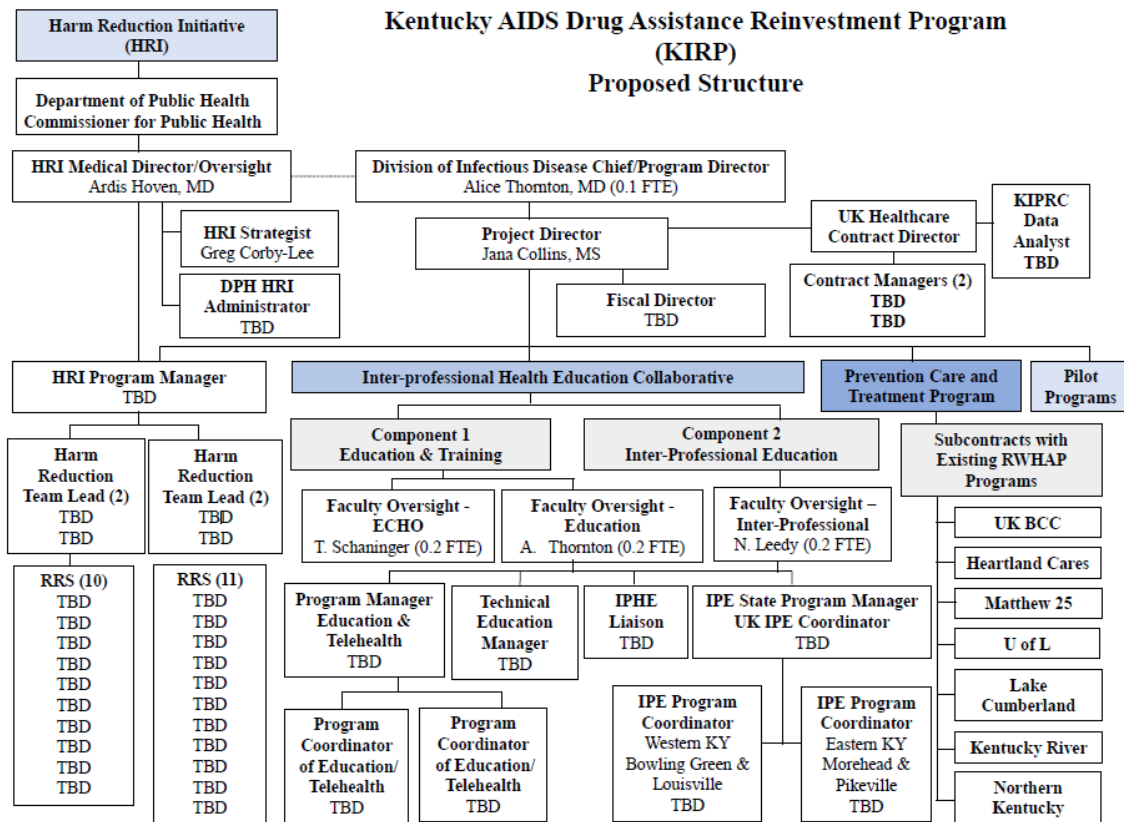 Kentucky AIDS Drug Assistance Reinvestment Program
(KIRP)
Proposed Structure
Harm Reduction Initiative
(HRI)
Department of Public Health
Commissioner for Public Health
HRI Medical Director/Oversight
Ardis Hoven, MD
Division of Infectious Disease Chief/Program Director
Alice Thornton, MD (0.1 FTE)
HRI Strategist
Greg Corby-Lee
DPH HRI
Administrator
TBD
Project Director
Jana Collins, MS
Fiscal Director
TBD
UK Healthcare
Contract Director
Contract Managers (2)
TBD
TBD
KIPRC
Data
Analyst
TBD
HRI Program Manager
TBD
Inter-professional Health Education Collaborative
Prevention Care and
Treatment Program
Pilot
Programs
Harm
Reduction
Team Lead (2)
TBD
TBD
Harm
Reduction
Team Lead (2)
TBD
TBD
RRS (10)
TBD
TBD
TBD
TBD
TBD
TBD
TBD
TBD
TBD
TBD
RRS (11)
TBD
TBD
TBD
TBD
TBD
TBD
TBD
TBD
TBD
TBD
TBD
Component 1
Education & Training
Component 2
Inter-Professional Education
Faculty Oversight -
ECHO
T. Schaninger (0.2 FTE)
Faculty Oversight -
Education
A. Thornton (0.2 FTE)
Faculty Oversight –
Inter-Professional
N. Leedy (0.2 FTE)
Program Manager
Education &
Telehealth
TBD
Technical
Education
Manager
TBD
IPHE
Liaison
TBD
IPE State Program Manager
UK IPE Coordinator
TBD
Program
Coordinator
of Education/
Telehealth
TBD
Program
Coordinator
of Education/
Telehealth
TBD
IPE Program
Coordinator
Western KY
Bowling Green &
Louisville
TBD
IPE Program
Coordinator
Eastern KY
Morehead &
Pikeville
TBD
Subcontracts with
Existing RWHAP
Programs
UK BCC
Heartland Cares
Matthew 25
U of L
Lake
Cumberland
Kentucky River
Northern
Kentucky